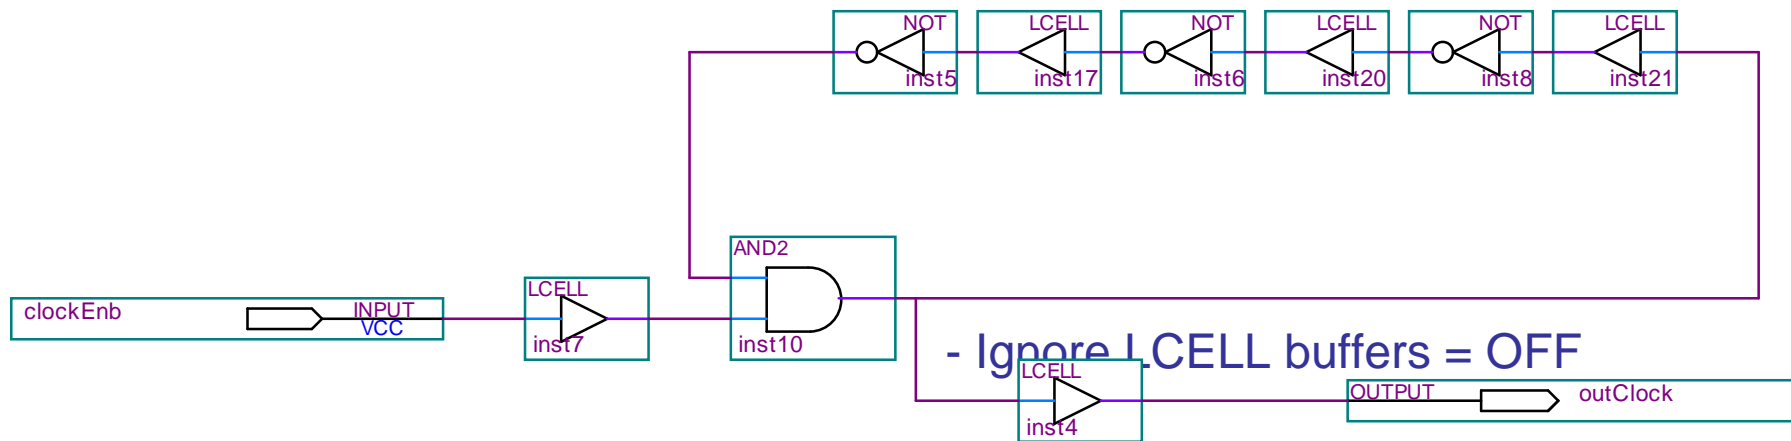 NOT LCELL NOT LCELL NOT LCELL
inst5 inst17 inst6 inst20 inst8 inst21
AND2
LCELL
clockEnb INPUT
VCC
inst7 inst10
- Ignore LCELL buffers = OFF
LCELL
OUTPUT outClock
inst4